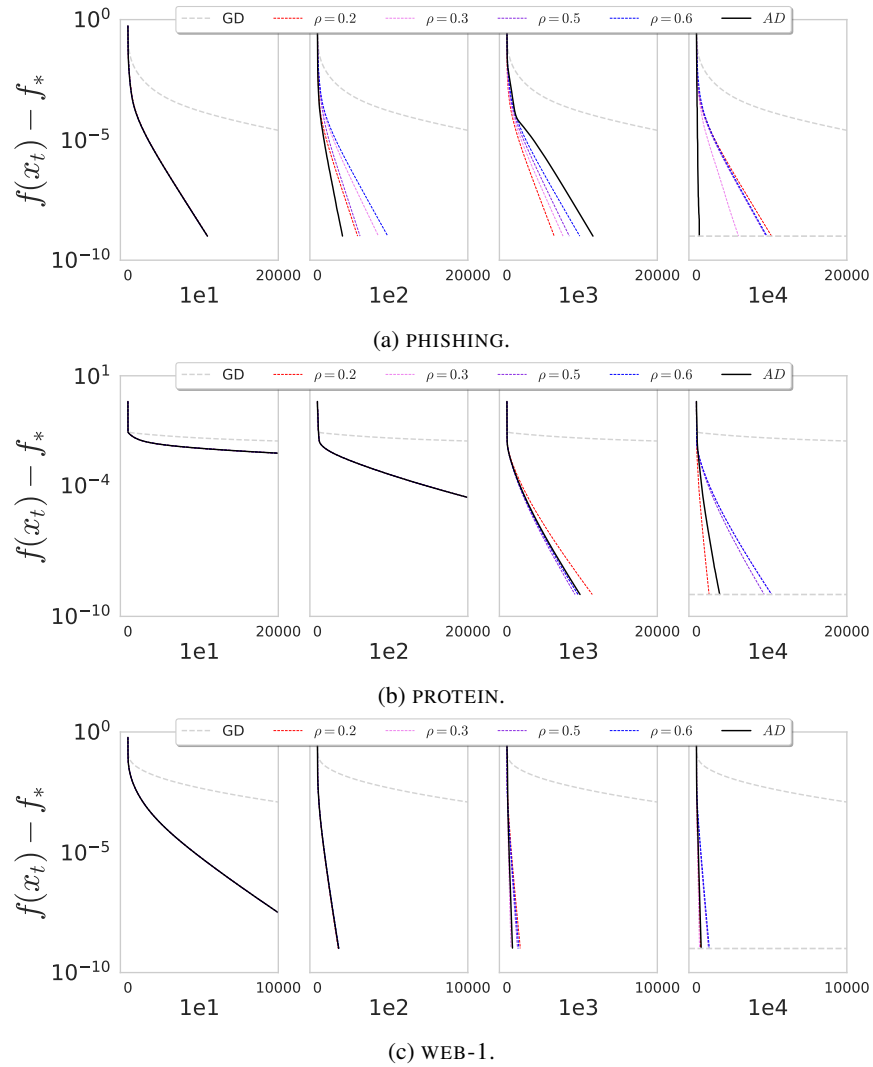 GD ρ = 0.2 ρ = 0.3 ρ = 0.5 ρ = 0.6 AD
10^0
10^{-5}
10^{-10}
f(x_t) − f_*
0 20000 0 20000 0 20000 0 20000
1e1 1e2 1e3 1e4
(a) PHISHING.
GD ρ = 0.2 ρ = 0.3 ρ = 0.5 ρ = 0.6 AD
10^1
10^{-4}
10^{-10}
f(x_t) − f_*
0 20000 0 20000 0 20000 0 20000
1e1 1e2 1e3 1e4
(b) PROTEIN.
GD ρ = 0.2 ρ = 0.3 ρ = 0.5 ρ = 0.6 AD
10^0
10^{-5}
10^{-10}
f(x_t) − f_*
0 10000 0 10000 0 10000 0 10000
1e1 1e2 1e3 1e4
(c) WEB-1.